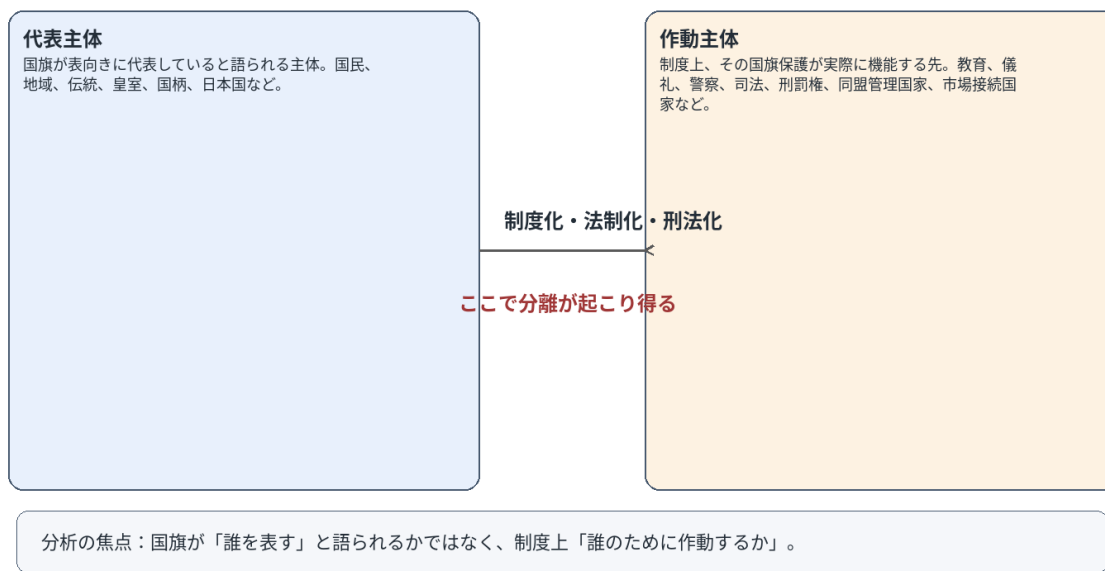 代表主体
国旗が表向きに代表していると語られる主体。国民、
地域、伝統、皇室、国柄、日本国など。
作動主体
制度上、その国旗保護が実際に機能する先。教育、儀
礼、警察、司法、刑罰権、同盟管理国家、市場接続国
家など。
制度化・法制化・刑法化
ここで分離が起こり得る
分析の焦点：国旗が「誰を表す」と語られるかではなく、制度上「誰のために作動するか」。